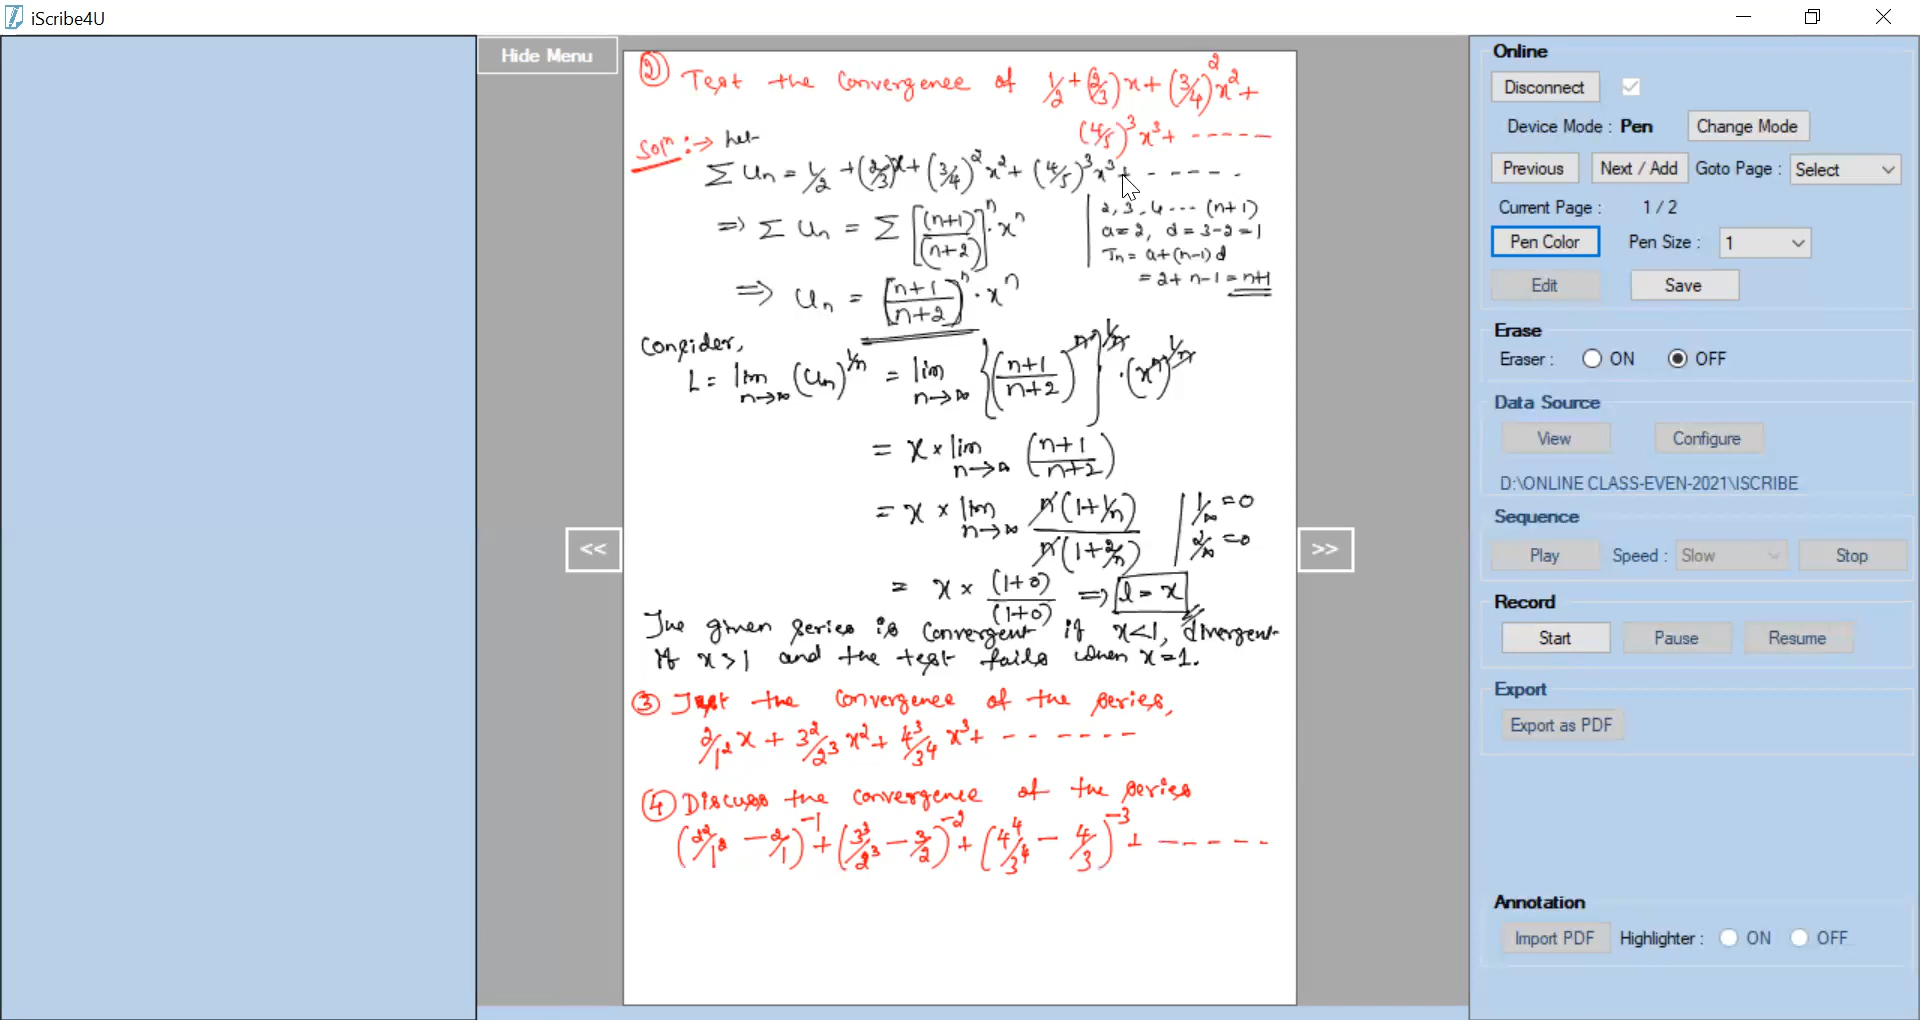 iScribe4U
Hide Menu
② Test the convergence of 1/2 + (2/3)x + (3/4)²x² +
(4/5)³x³ + -----
Solⁿ :→ let
∑ Un = 1/2 + (2/3)x + (3/4)²x² + (4/5)³x³ + -----.
⇒ ∑ Un = ∑ [(n+1)/(n+2)]ⁿ · xⁿ
2, 3, 4 --- (n+1)
a = 2, d = 3-2 = 1
Tn = a+(n-1)d
= 2+ n-1 = n+1
⇒ Un = [n+1/n+2]ⁿ · xⁿ
Consider,
L = lim n→∞ (Un)^1/n = lim n→∞ {(n+1/n+2)^n}^1/n · (xⁿ)^1/n
= x × lim n→∞ (n+1/n+2)
= x × lim n→∞ n(1+1/n)/n(1+2/n)
1/∞ = 0
2/∞ = 0
= x × (1+0)/(1+0) ⇒ l = x
The given series is convergent if x<1, divergent
if x>1 and the test fails when x=1.
③ Test the convergence of the series,
2/1² x + 3²/2³ x² + 4³/3⁴ x³ + -------
④ Discuss the convergence of the series
(2²/1² - 2/1)⁻¹ + (3³/2³ - 3/2)⁻² + (4⁴/3⁴ - 4/3)⁻³ + -----
<<
>>
Online
Disconnect
Device Mode : Pen Change Mode
Previous Next / Add Goto Page : Select
Current Page : 1 / 2
Pen Color Pen Size : 1
Edit Save
Erase
Eraser : ON OFF
Data Source
View Configure
D:\ONLINE CLASS-EVEN-2021\ISCRIBE
Sequence
Play Speed : Slow Stop
Record
Start Pause Resume
Export
Export as PDF
Annotation
Import PDF Highlighter : ON OFF